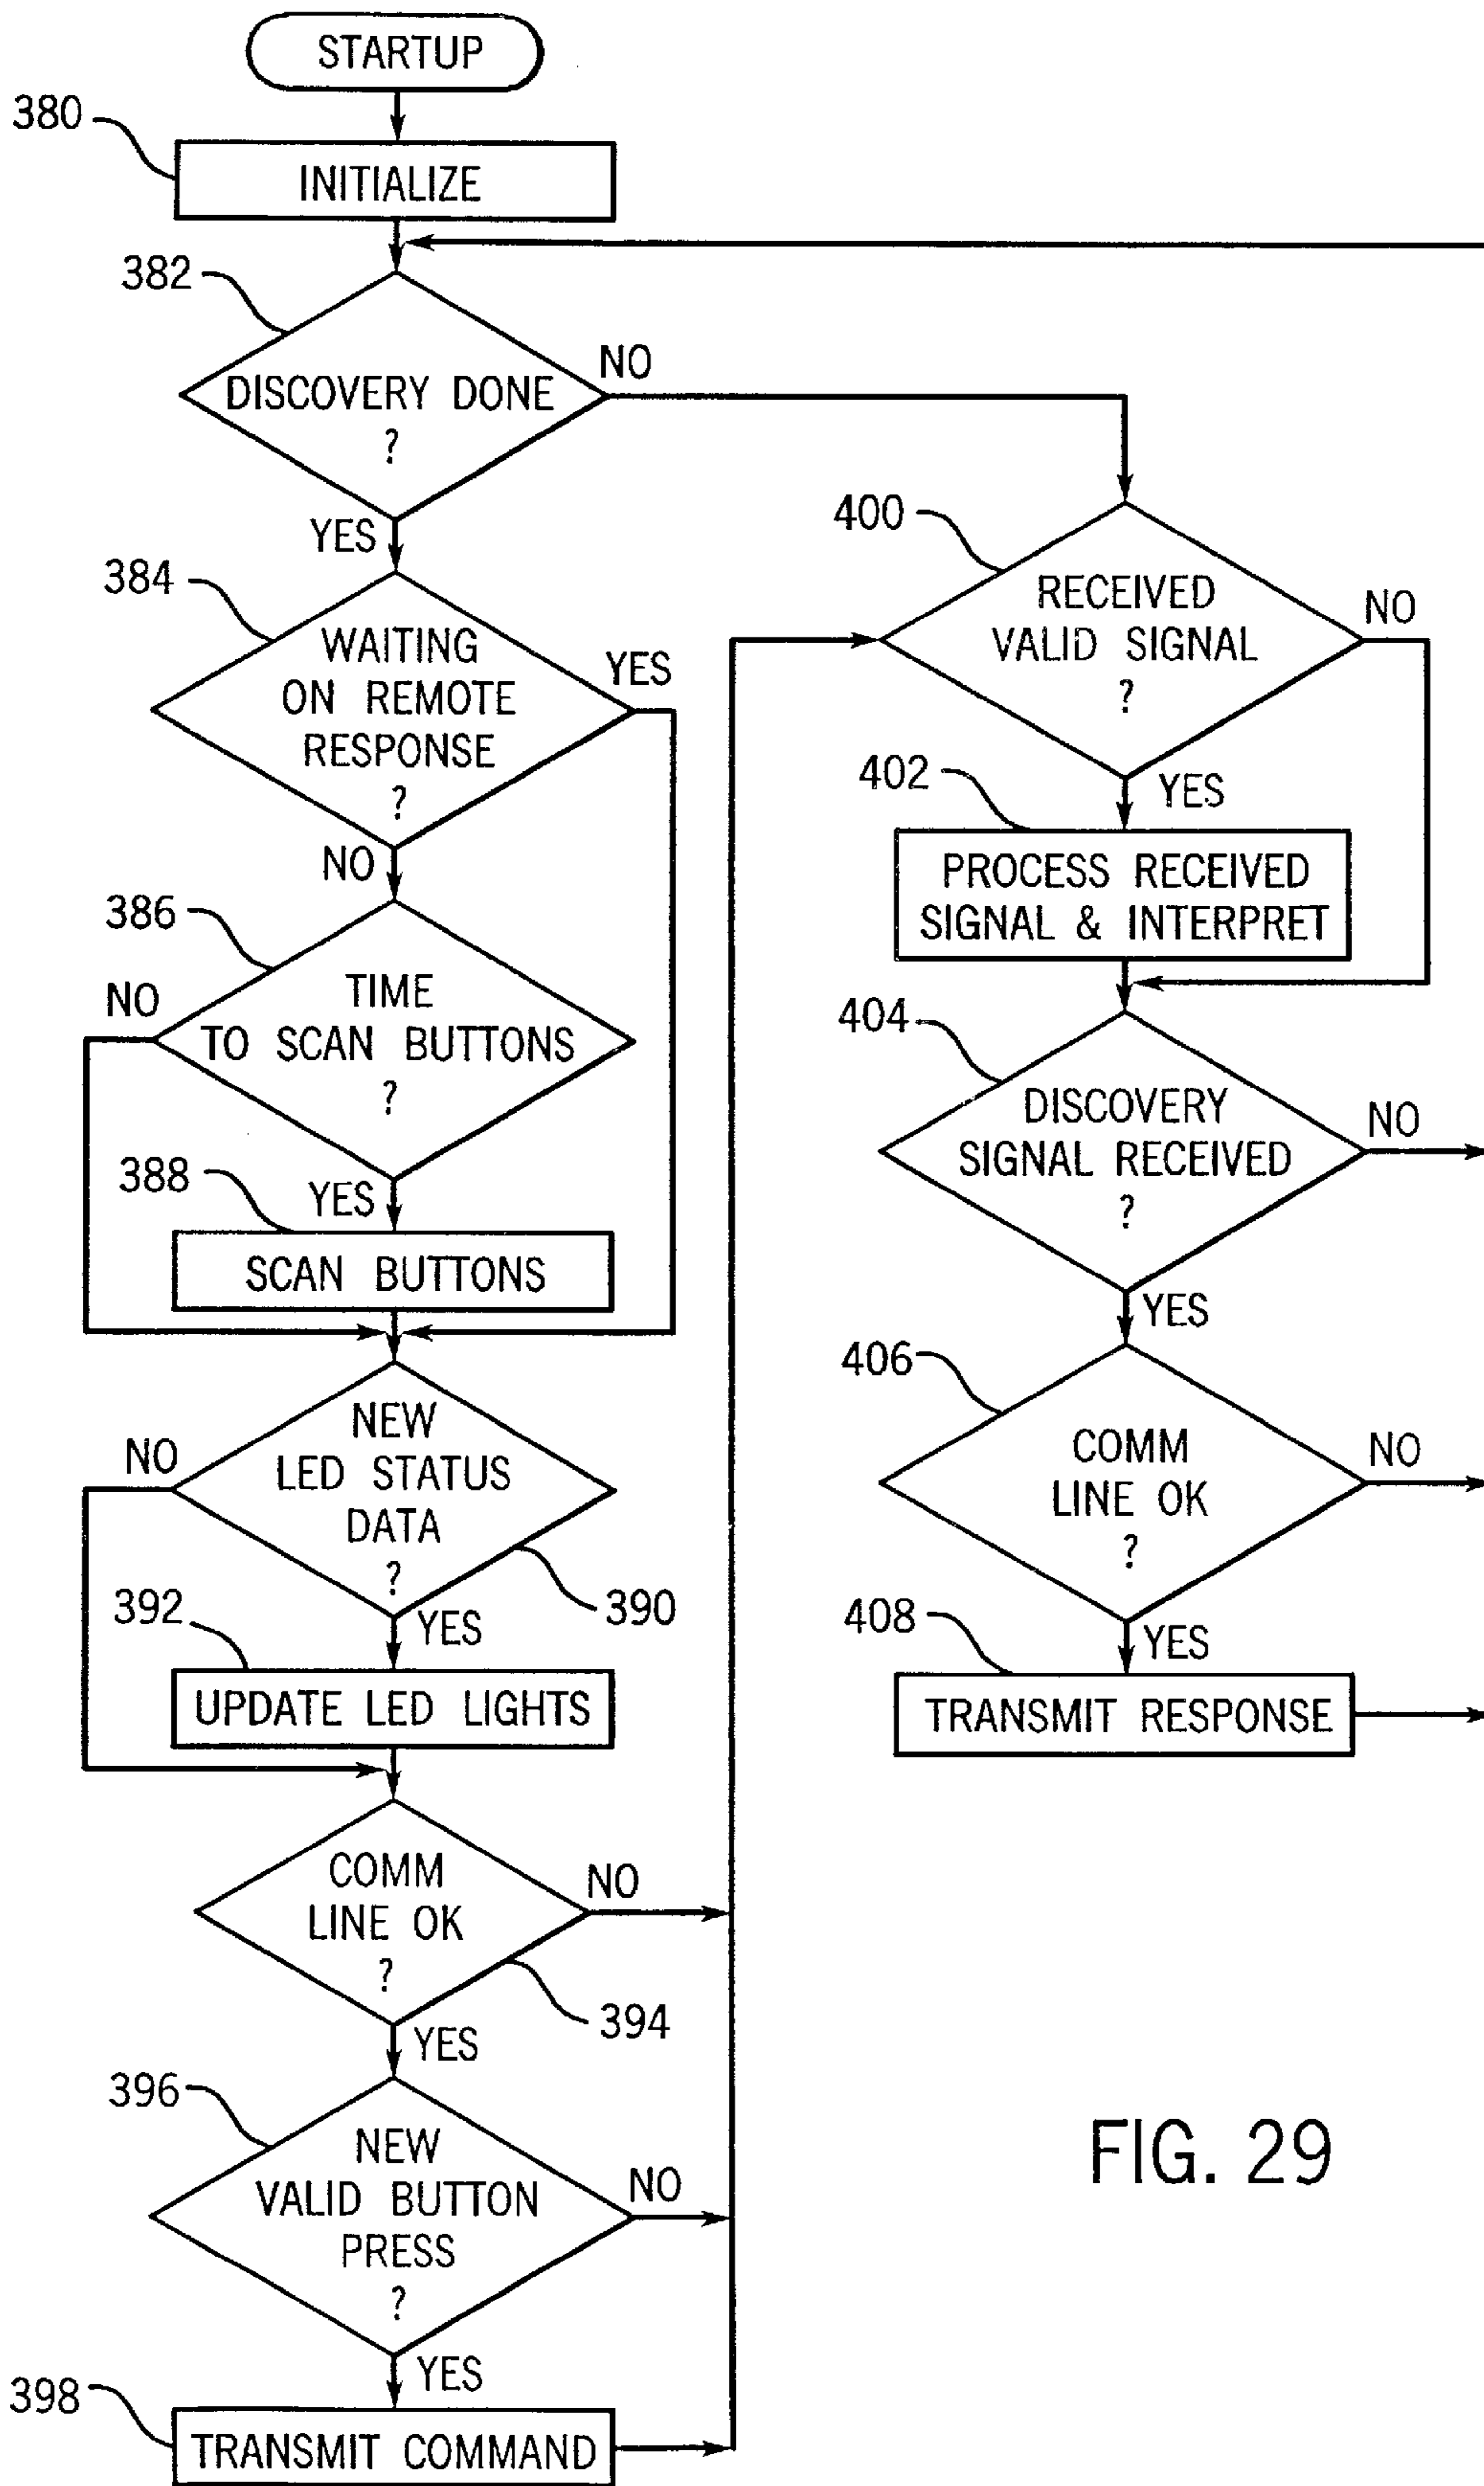 STARTUP
380
INITIALIZE
382
DISCOVERY DONE
?
NO
YES
384
WAITING
ON REMOTE
RESPONSE
?
YES
NO
386
TIME
TO SCAN BUTTONS
?
NO
YES
388
SCAN BUTTONS
NEW
LED STATUS
DATA
?
NO
390
YES
392
UPDATE LED LIGHTS
COMM
LINE OK
?
NO
394
YES
396
NEW
VALID BUTTON
PRESS
?
NO
YES
398
TRANSMIT COMMAND
400
RECEIVED
VALID SIGNAL
?
NO
YES
402
PROCESS RECEIVED
SIGNAL & INTERPRET
404
DISCOVERY
SIGNAL RECEIVED
?
NO
YES
406
COMM
LINE OK
?
NO
YES
408
TRANSMIT RESPONSE
FIG. 29